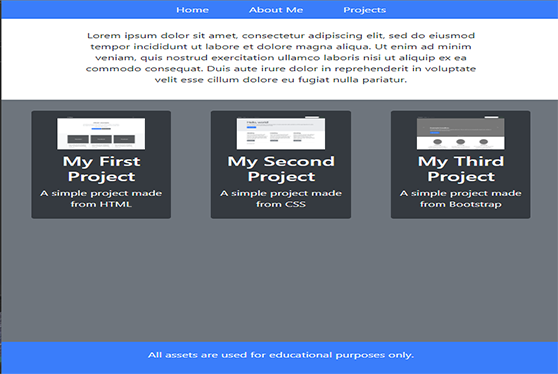 Home About Me Projects
Lorem ipsum dolor sit amet, consectetur adipiscing elit, sed do eiusmod
tempor incididunt ut labore et dolore magna aliqua. Ut enim ad minim
veniam, quis nostrud exercitation ullamco laboris nisi ut aliquip ex ea
commodo consequat. Duis aute irure dolor in reprehenderit in voluptate
velit esse cillum dolore eu fugiat nulla pariatur.
My First
Project
A simple project made
from HTML
My Second
Project
A simple project made
from CSS
My Third
Project
A simple project made
from Bootstrap
All assets are used for educational purposes only.